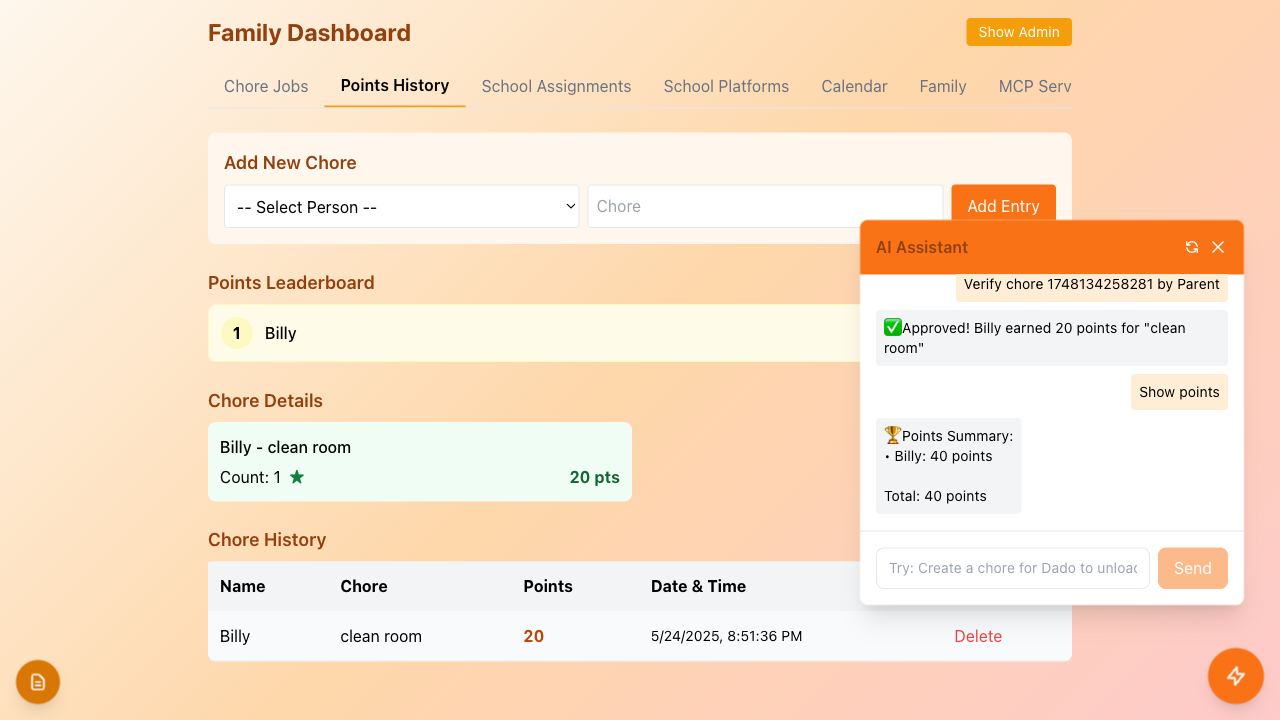 Family Dashboard
Show Admin
Chore Jobs Points History School Assignments School Platforms Calendar Family MCP Serv
Add New Chore
-- Select Person -- Chore Add Entry
Points Leaderboard
1 Billy
Chore Details
Billy - clean room
Count: 1 ★ 20 pts
Chore History
Name Chore Points Date & Time
Billy clean room 20 5/24/2025, 8:51:36 PM Delete
AI Assistant
Verify chore 1748134258281 by Parent
✅Approved! Billy earned 20 points for "clean
room"
Show points
🏆Points Summary:
• Billy: 40 points
Total: 40 points
Try: Create a chore for Dado to unload
Send